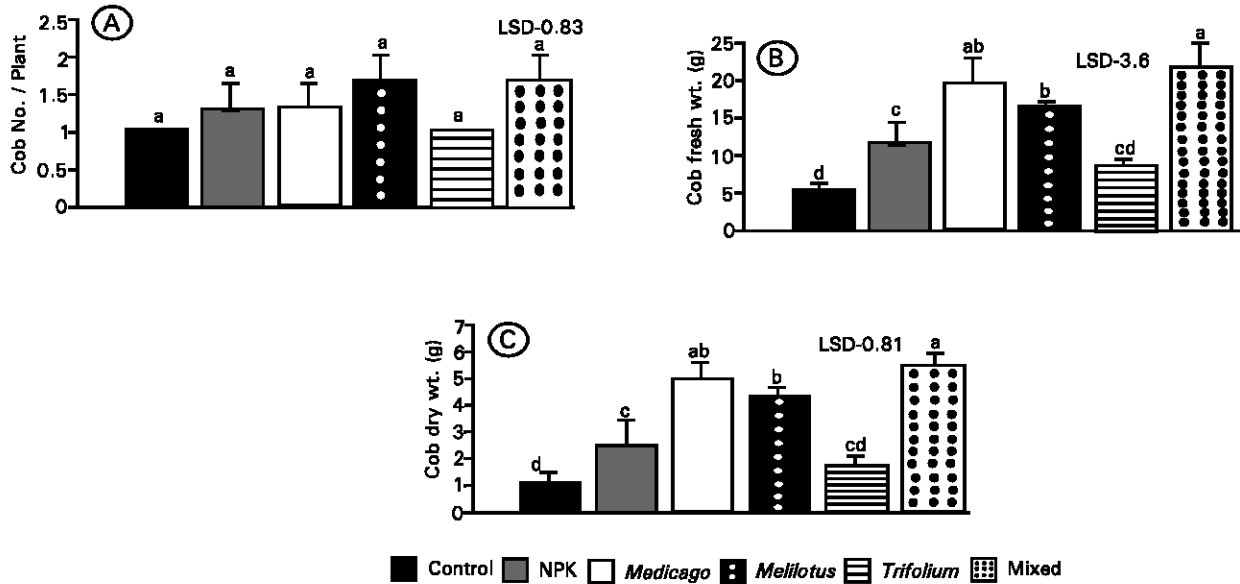 A
LSD-0.83
Cob No. / Plant
2.5
2
1.5
1
0.5
0
a
a
a
a
a
a
B
LSD-3.6
Cob fresh wt. (g)
25
20
15
10
5
0
d
c
ab
b
cd
a
C
LSD-0.81
Cob dry wt. (g)
7
6
5
4
3
2
1
0
d
c
ab
b
cd
a
Control NPK Medicago Melilotus Trifolium Mixed